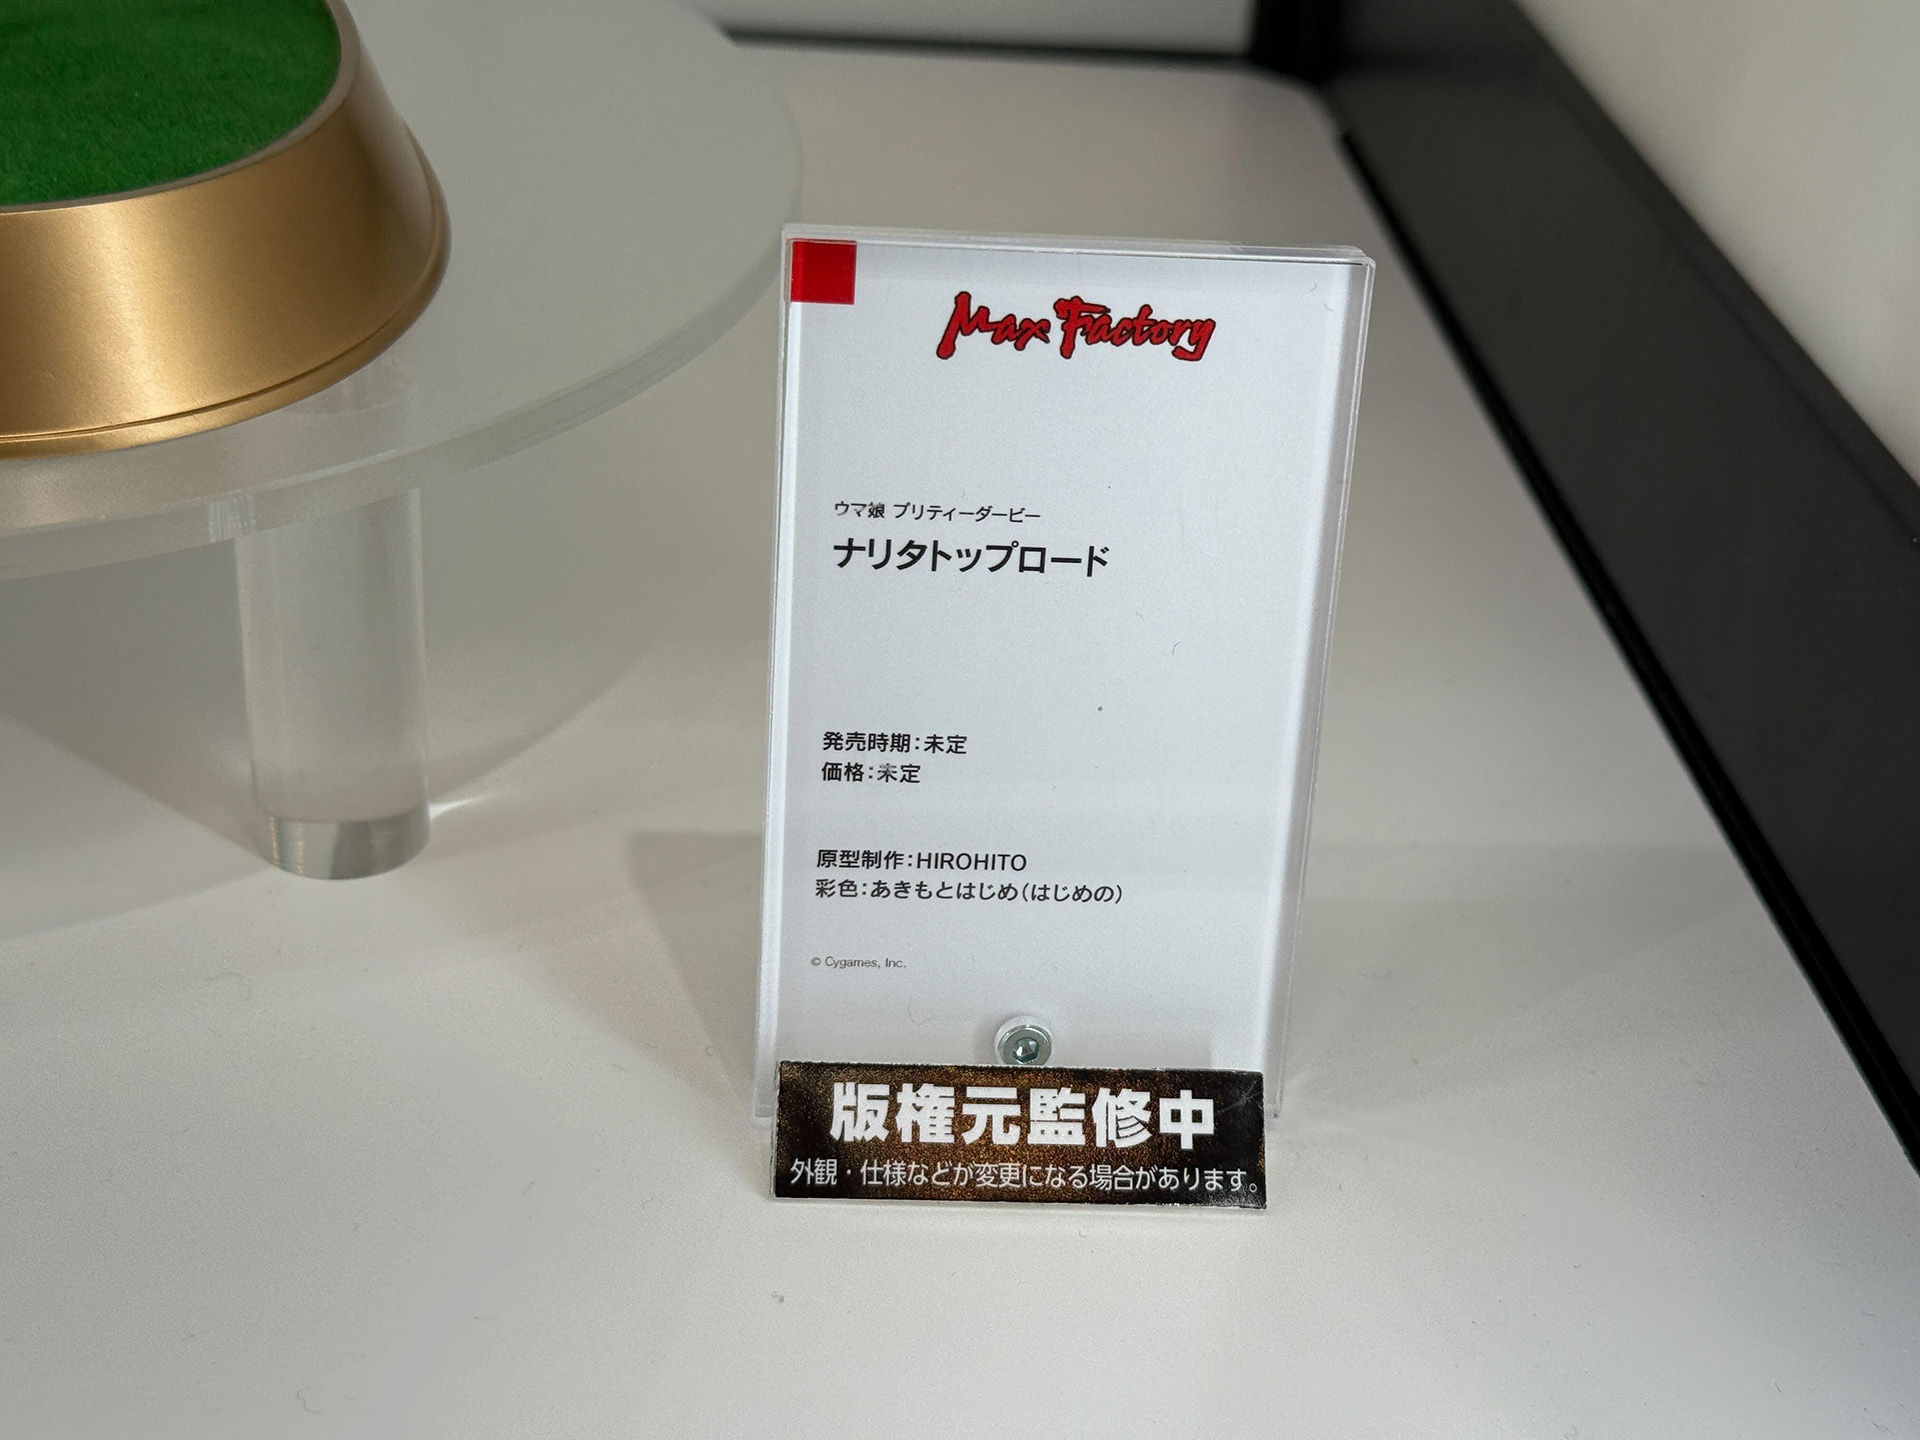 Max Factory
ウマ娘 プリティーダービー
ナリタトップロード
発売時期：未定
価格：未定
原型制作：HIROHITO
彩色：あきもとはじめ（はじめの）
© Cygames, Inc.
版権元監修中
外観・仕様などが変更になる場合があります。